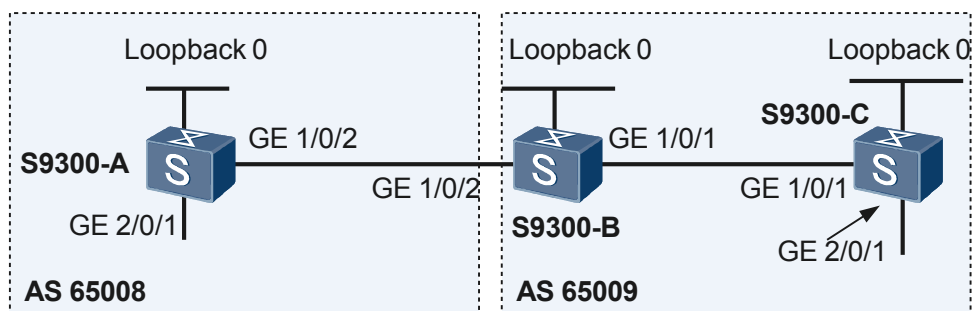 Loopback 0
Loopback 0
Loopback 0
S9300-C
GE 1/0/2
GE 1/0/1
S9300-A
S
S
S
GE 1/0/2
GE 1/0/1
GE 2/0/1
S9300-B
GE 2/0/1
AS 65008
AS 65009